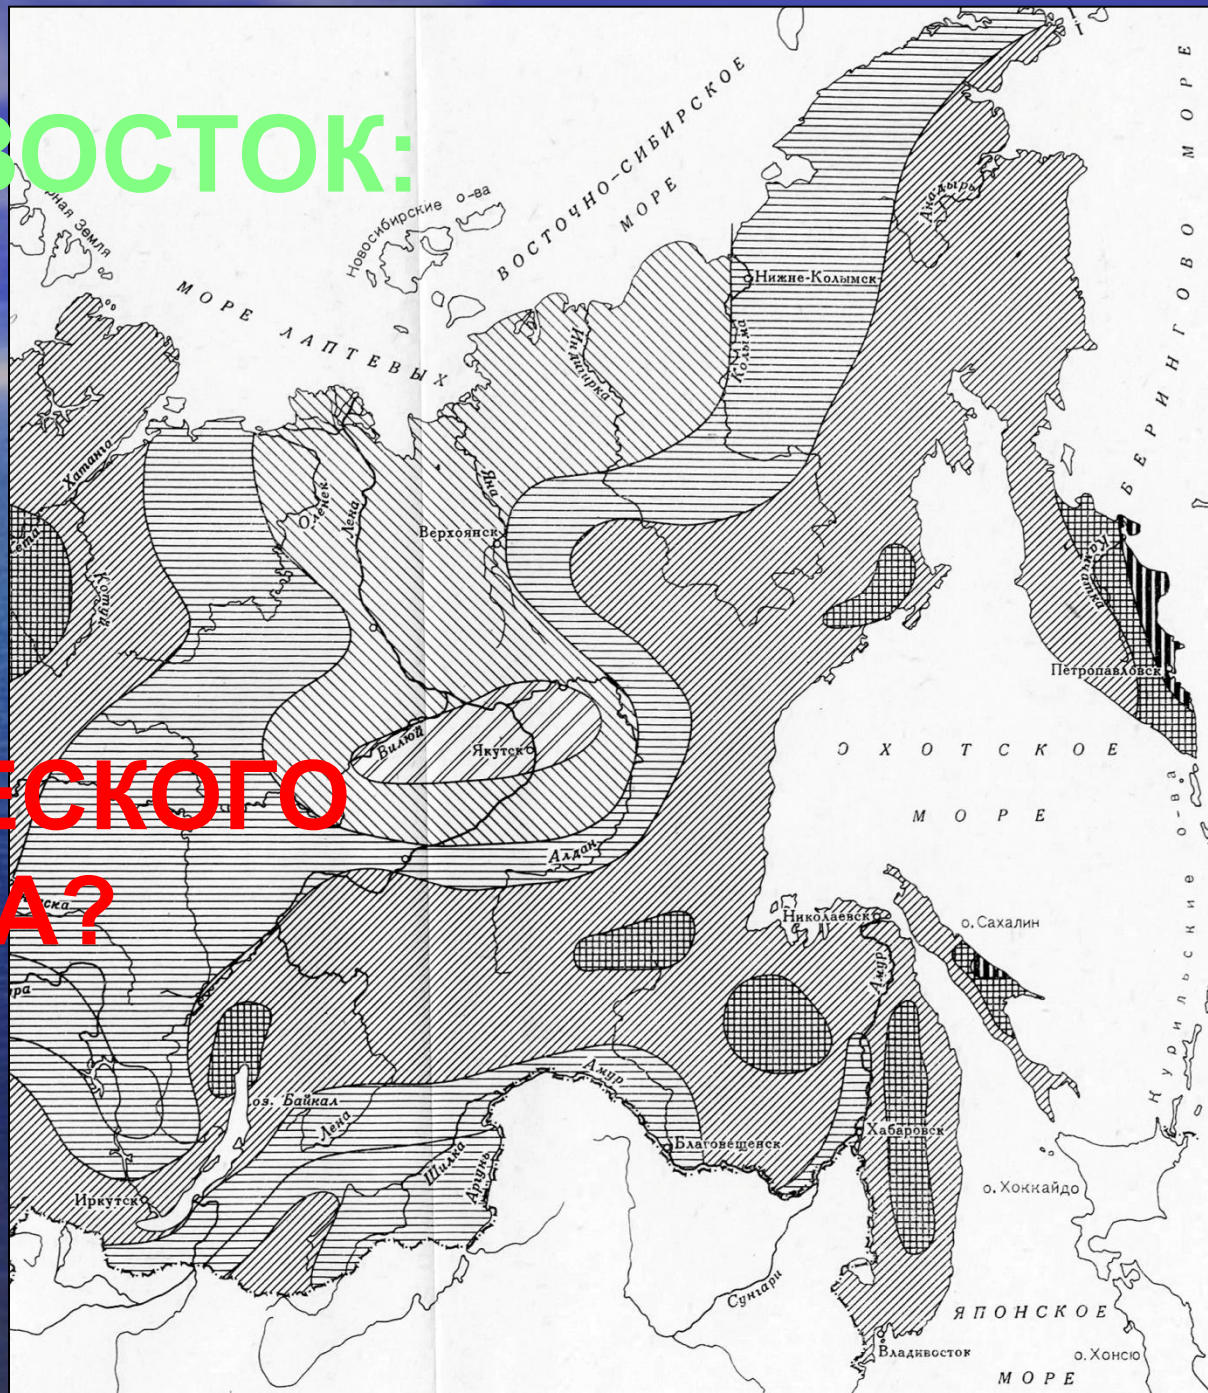 ВОСТОК:
ВОСТОЧНО-СИБИРСКОЕ
МОРЕ
БЕРИНГОВО МОРЕ
Новосибирские о-ва
Земля
МОРЕ ЛАПТЕВЫХ
Анадырь
Нижне-Колымск
Колыма
Индигирка
Яна
Хатанга
Оленек
Лена
Верхоянск
Котуй
Камчатка
Петропавловск
Вилюй
Якутск
ОХОТСКОЕ
МОРЕ
ЕСКОГО
А?
Алдан
Николаевск
о. Сахалин
Амур
Курильские о-ва
Амур
оз. Байкал
Лена
Шилка
Аргунь
Благовещенск
Хабаровск
Иркутск
о. Хоккайдо
Сунгари
ЯПОНСКОЕ
МОРЕ
Владивосток
о. Хонсю